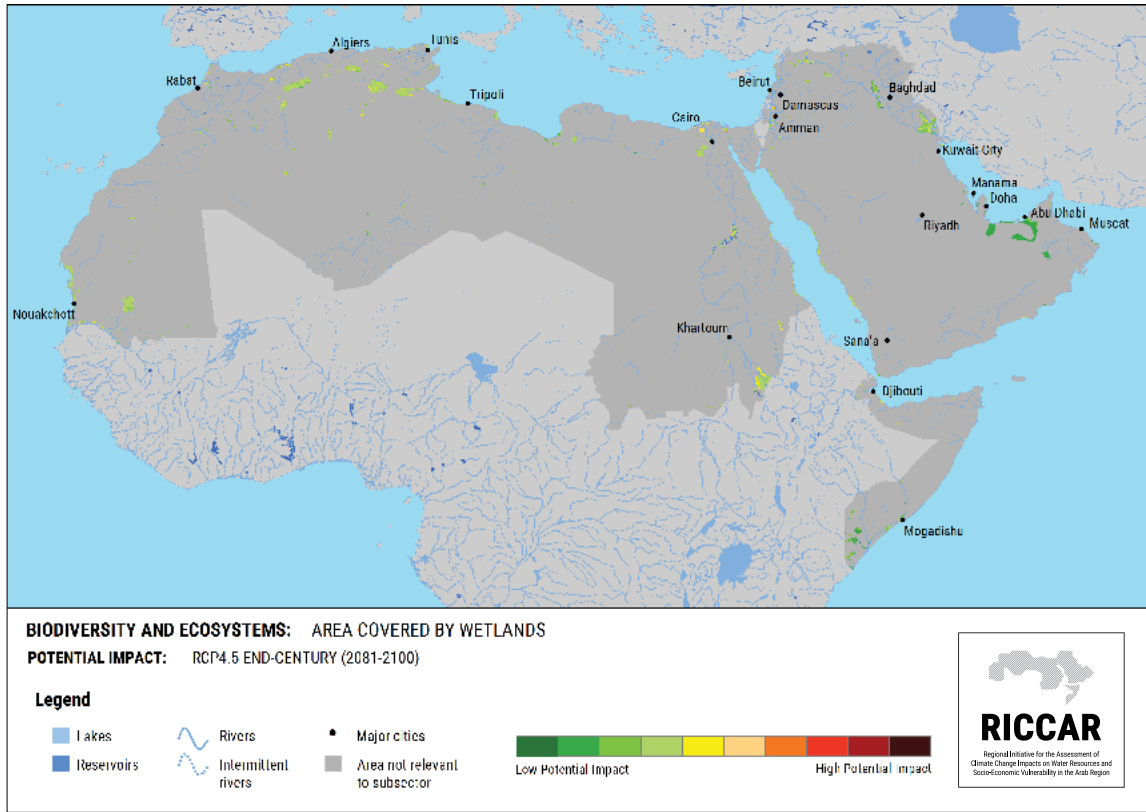 Algiers
Tunis
Rabat
Tripoli
Beirut
Damascus
Amman
Baghdad
Cairo
Kuwait-City
Manama
Doha
Abu Dhabi
Muscat
Riyadh
Nouakchott
Khartoum
Sana'a
Djibouti
Mogadishu
BIODIVERSITY AND ECOSYSTEMS: AREA COVERED BY WETLANDS
POTENTIAL IMPACT: RCP4.5 END-CENTURY (2081-2100)
Legend
Lakes
Reservoirs
Rivers
Intermittent
rivers
Major cities
Area not relevant
to subsector
Low Potential Impact
High Potential Impact
RICCAR
Regional Initiative for the Assessment of
Climate Change Impacts on Water Resources and
Socio-Economic Vulnerability in the Arab Region